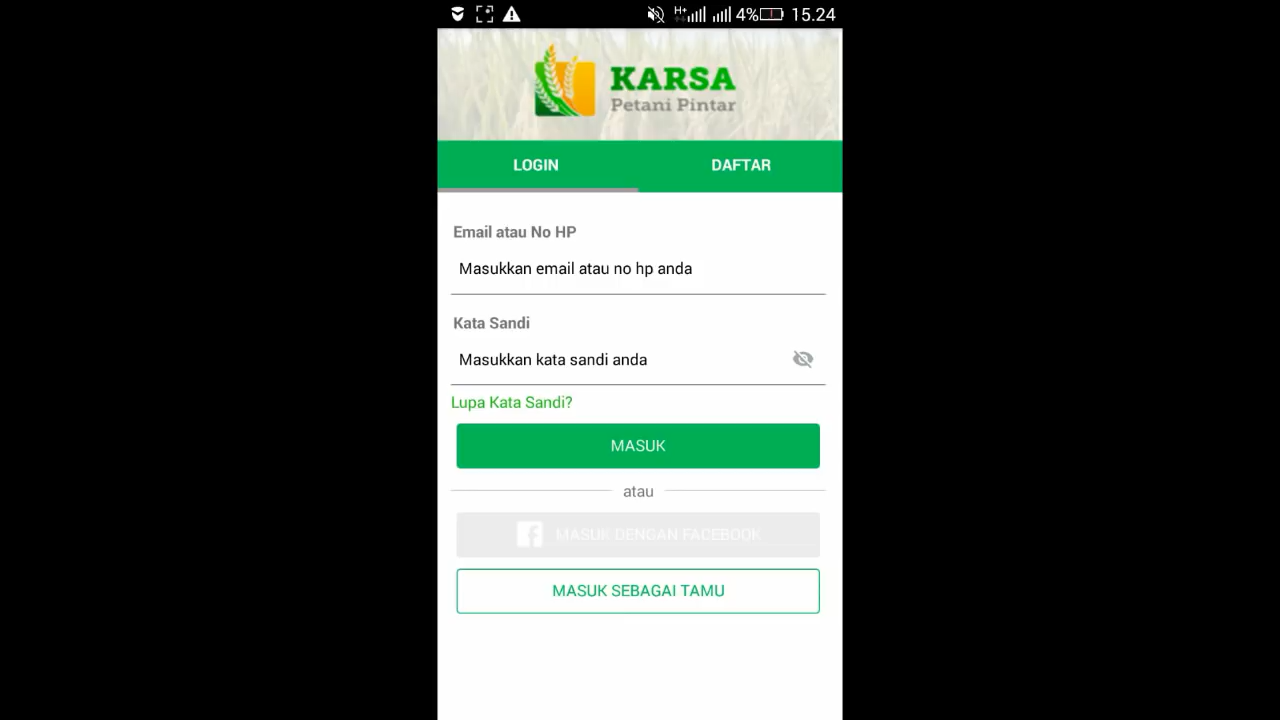 4% 15.24
KARSA
Petani Pintar
LOGIN DAFTAR
Email atau No HP
Masukkan email atau no hp anda
Kata Sandi
Masukkan kata sandi anda
Lupa Kata Sandi?
MASUK
atau
MASUK DENGAN FACEBOOK
MASUK SEBAGAI TAMU